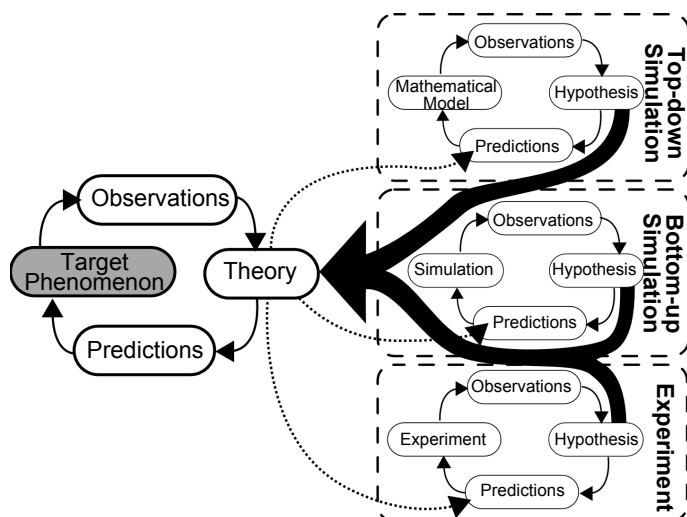 Observations
Target
Phenomenon
Theory
Predictions
Observations
Mathematical
Model
Hypothesis
Predictions
Top-down
Simulation
Observations
Simulation
Hypothesis
Predictions
Bottom-up
Simulation
Observations
Experiment
Hypothesis
Predictions
Experiment